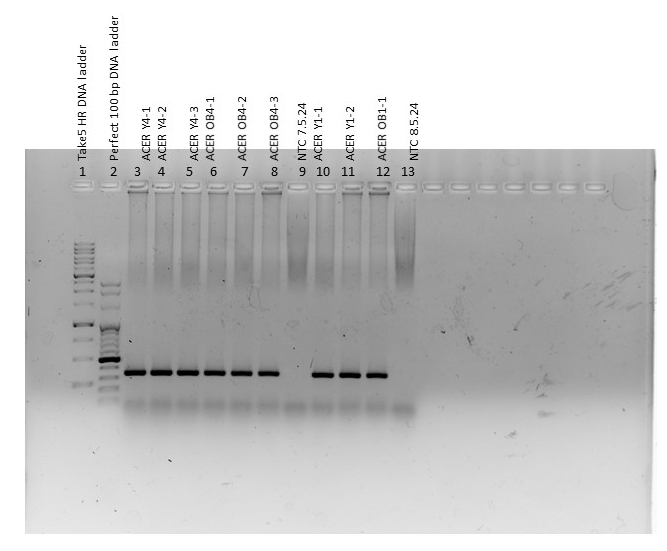 Take5 HR DNA ladder
Perfect 100 bp DNA ladder
ACER Y4-1
ACER Y4-2
ACER Y4-3
ACER OB4-1
ACER OB4-2
ACER OB4-3
NTC 7.5.24
ACER Y1-1
ACER Y1-2
ACER OB1-1
NTC 8.5.24
1 2 3 4 5 6 7 8 9 10 11 12 13